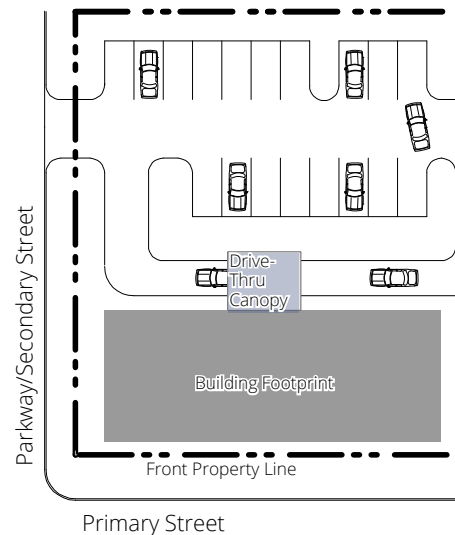 Parkway/Secondary Street
Drive-
Thru
Canopy
Building Footprint
Front Property Line
Primary Street